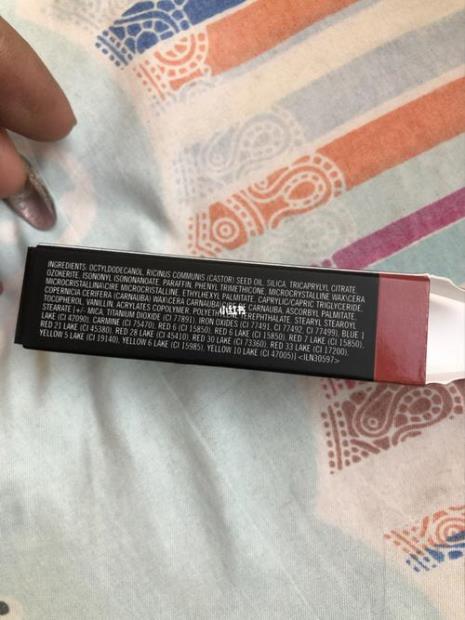 INGREDIENTS: OCTYLDODECANOL, RICINUS COMMUNIS (CASTOR) SEED OIL, SILICA, TRICAPRYLYL CITRATE,
OZOKERITE, ISONONYL ISONONANOATE, PARAFFIN, PHENYL TRIMETHICONE, MICROCRYSTALLINE WAX\CERA
MICROCRISTALLINA\CIRE MICROCRISTALLINE, ETHYLHEXYL PALMITATE, CAPRYLIC/CAPRIC TRIGLYCERIDE,
COPERNICIA CERIFERA (CARNAUBA) WAX\CERA CARNAUBA\CIRE DE CARNAUBA, ASCORBYL PALMITATE,
TOCOPHEROL, VANILLIN, ACRYLATES COPOLYMER, POLYETHYLENE TEREPHTHALATE, STEARYL STEAROYL
STEARATE [+/- MICA, TITANIUM DIOXIDE (CI 77891), IRON OXIDES (CI 77491, CI 77492, CI 77499), BLUE 1
LAKE (CI 42090), CARMINE (CI 75470), RED 6 (CI 15850), RED 6 LAKE (CI 15850), RED 7 LAKE (CI 15850),
RED 21 LAKE (CI 45380), RED 28 LAKE (CI 45410), RED 30 LAKE (CI 73360), RED 33 LAKE (CI 17200),
YELLOW 5 LAKE (CI 19140), YELLOW 6 LAKE (CI 15985), YELLOW 10 LAKE (CI 47005)] <ILN30597>
小红书